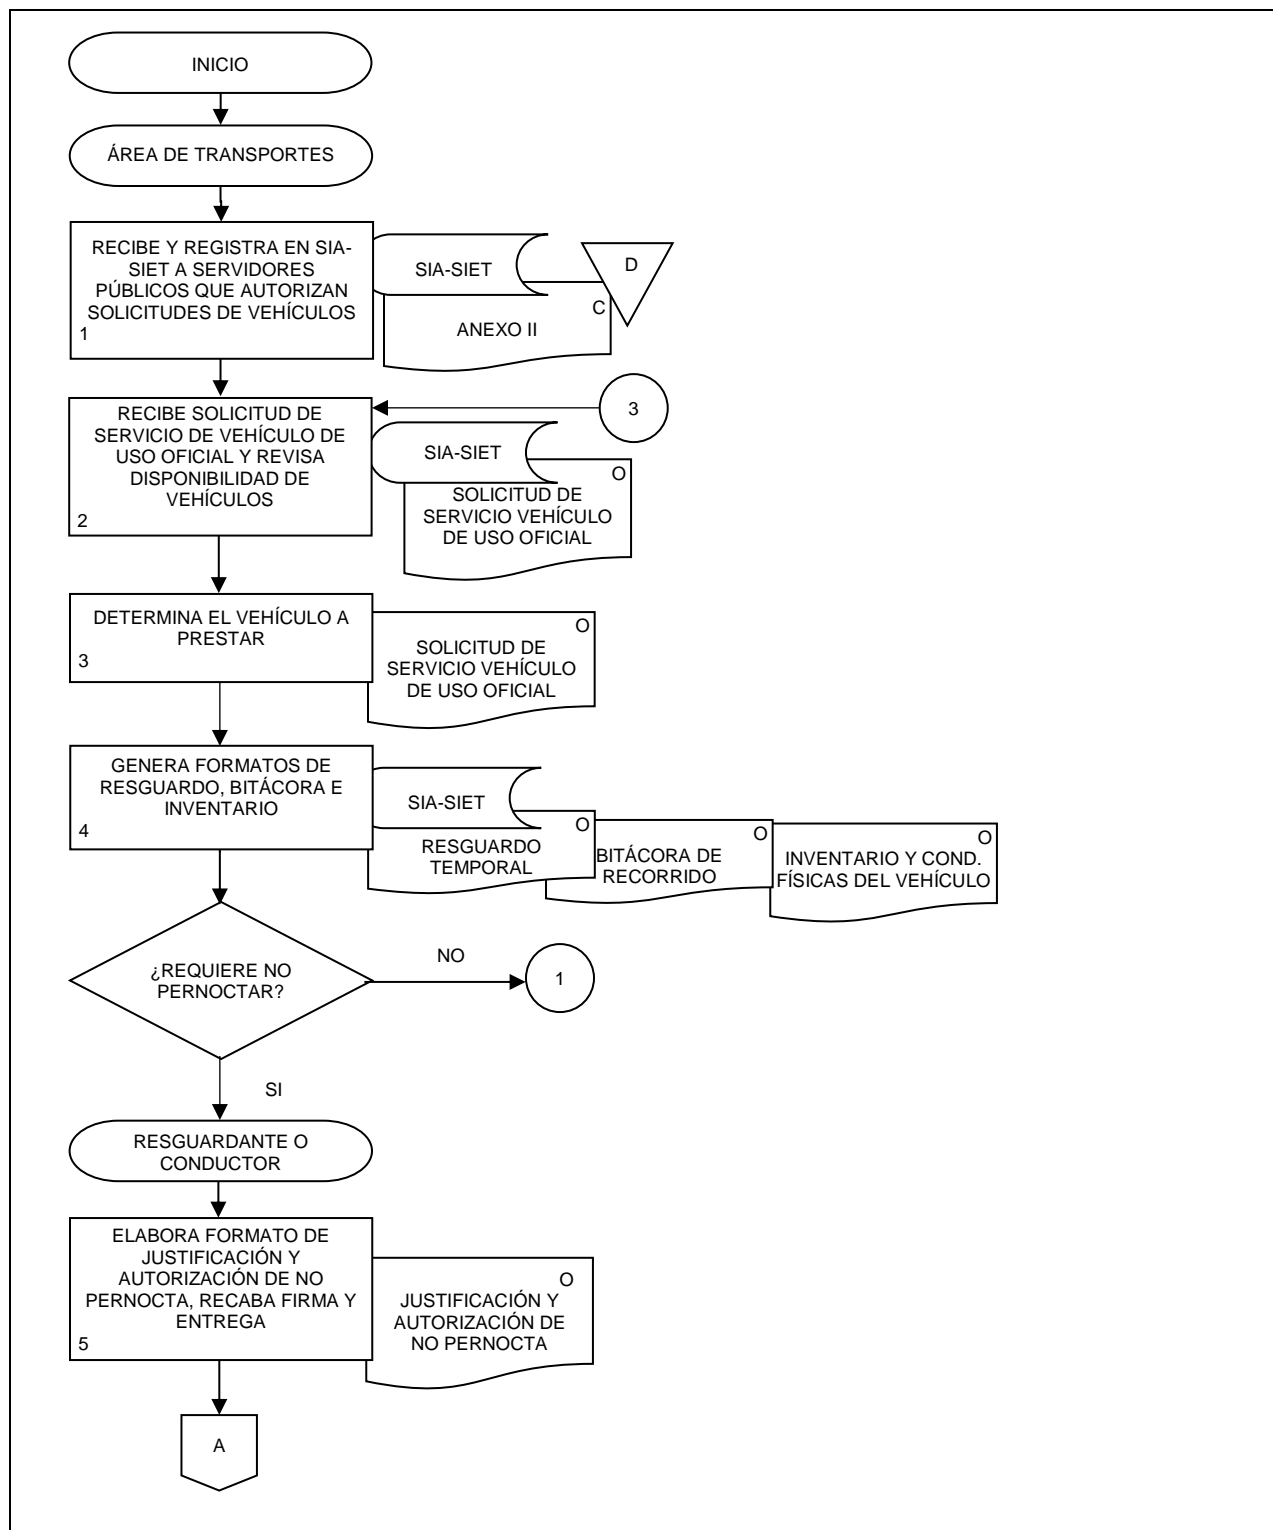 INICIO
ÁREA DE TRANSPORTES
RECIBE Y REGISTRA EN SIA-
SIET A SERVIDORES
PÚBLICOS QUE AUTORIZAN
SOLICITUDES DE VEHÍCULOS
1
SIA-SIET
D
C
ANEXO II
RECIBE SOLICITUD DE
SERVICIO DE VEHÍCULO DE
USO OFICIAL Y REVISA
DISPONIBILIDAD DE
VEHÍCULOS
2
3
SIA-SIET
O
SOLICITUD DE
SERVICIO VEHÍCULO
DE USO OFICIAL
DETERMINA EL VEHÍCULO A
PRESTAR
3
O
SOLICITUD DE
SERVICIO VEHÍCULO
DE USO OFICIAL
GENERA FORMATOS DE
RESGUARDO, BITÁCORA E
INVENTARIO
4
SIA-SIET
O
RESGUARDO
TEMPORAL
O
BITÁCORA DE
RECORRIDO
O
INVENTARIO Y COND.
FÍSICAS DEL VEHÍCULO
¿REQUIERE NO
PERNOCTAR?
NO
1
SI
RESGUARDANTE O
CONDUCTOR
ELABORA FORMATO DE
JUSTIFICACIÓN Y
AUTORIZACIÓN DE NO
PERNOCTA, RECABA FIRMA Y
ENTREGA
5
O
JUSTIFICACIÓN Y
AUTORIZACIÓN DE
NO PERNOCTA
A